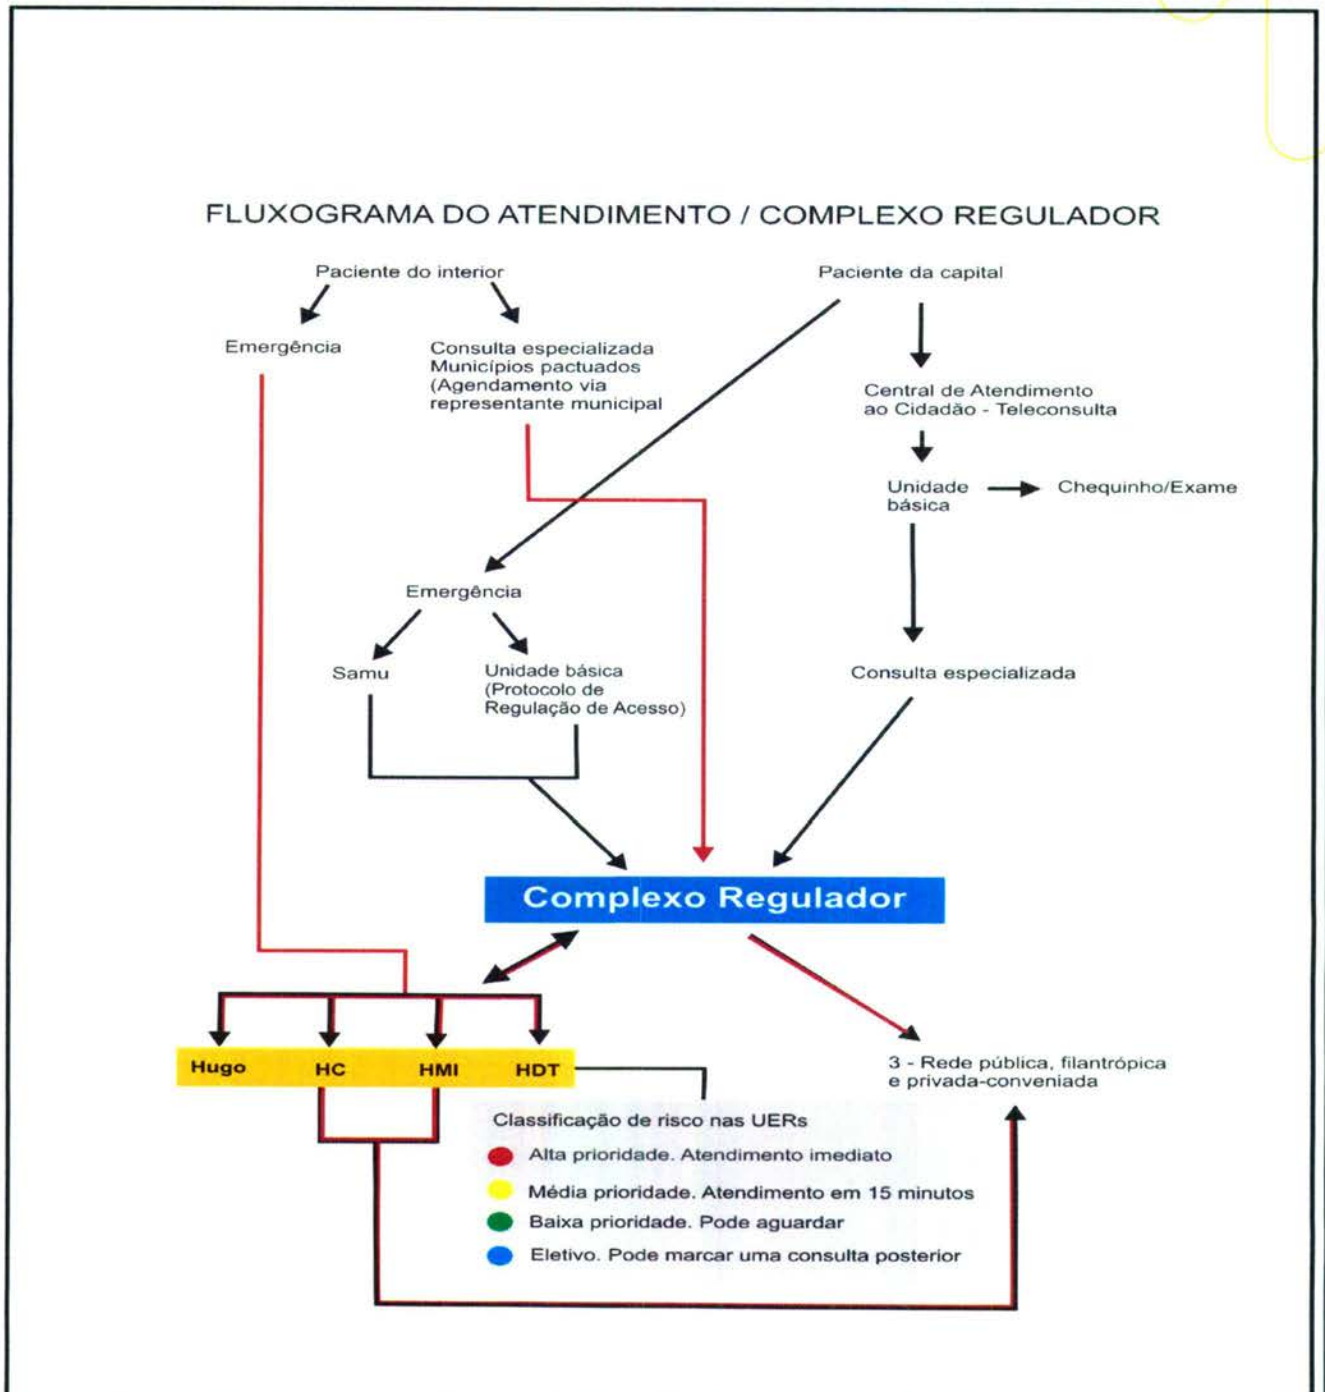 FLUXOGRAMA DO ATENDIMENTO / COMPLEXO REGULADOR
Paciente do interior
Paciente da capital
Emergência
Consulta especializada
Municípios pactuados
(Agendamento via
representante municipal
Central de Atendimento
ao Cidadão - Teleconsulta
Unidade
básica
Chequinho/Exame
Emergência
Samu
Unidade básica
(Protocolo de
Regulação de Acesso)
Consulta especializada
Complexo Regulador
Hugo HC HMI HDT
3 - Rede pública, filantrópica
e privada-conveniada
Classificação de risco nas UERs
Alta prioridade. Atendimento imediato
Média prioridade. Atendimento em 15 minutos
Baixa prioridade. Pode aguardar
Eletivo. Pode marcar uma consulta posterior